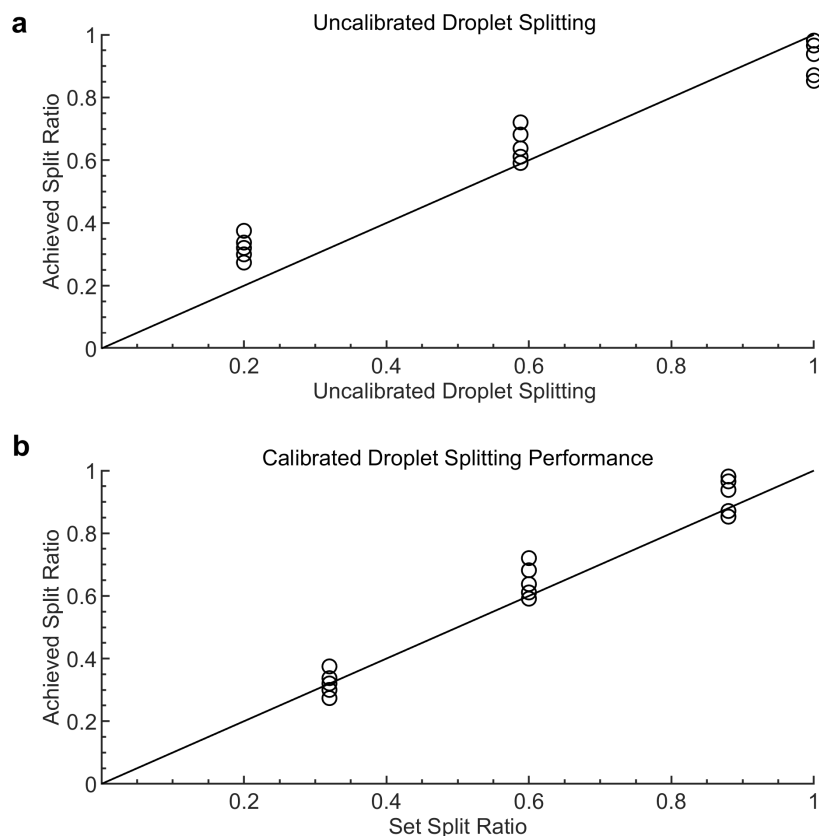 a
Uncalibrated Droplet Splitting
1
0.8
0.6
0.4
0.2
0
Achieved Split Ratio
0.2 0.4 0.6 0.8 1
Uncalibrated Droplet Splitting
b
Calibrated Droplet Splitting Performance
1
0.8
0.6
0.4
0.2
0
Achieved Split Ratio
0.2 0.4 0.6 0.8 1
Set Split Ratio